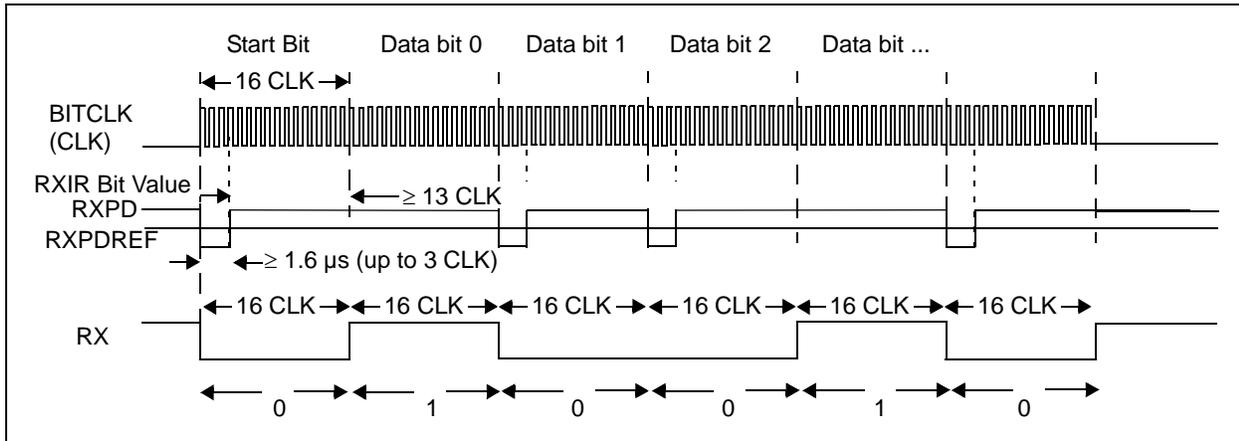 Start Bit Data bit 0 Data bit 1 Data bit 2 Data bit ...
16 CLK
BITCLK
(CLK)
RXIR Bit Value
≥ 13 CLK
RXPD
RXPDREF
≥ 1.6 µs (up to 3 CLK)
16 CLK 16 CLK 16 CLK 16 CLK 16 CLK 16 CLK
RX
0 1 0 0 1 0